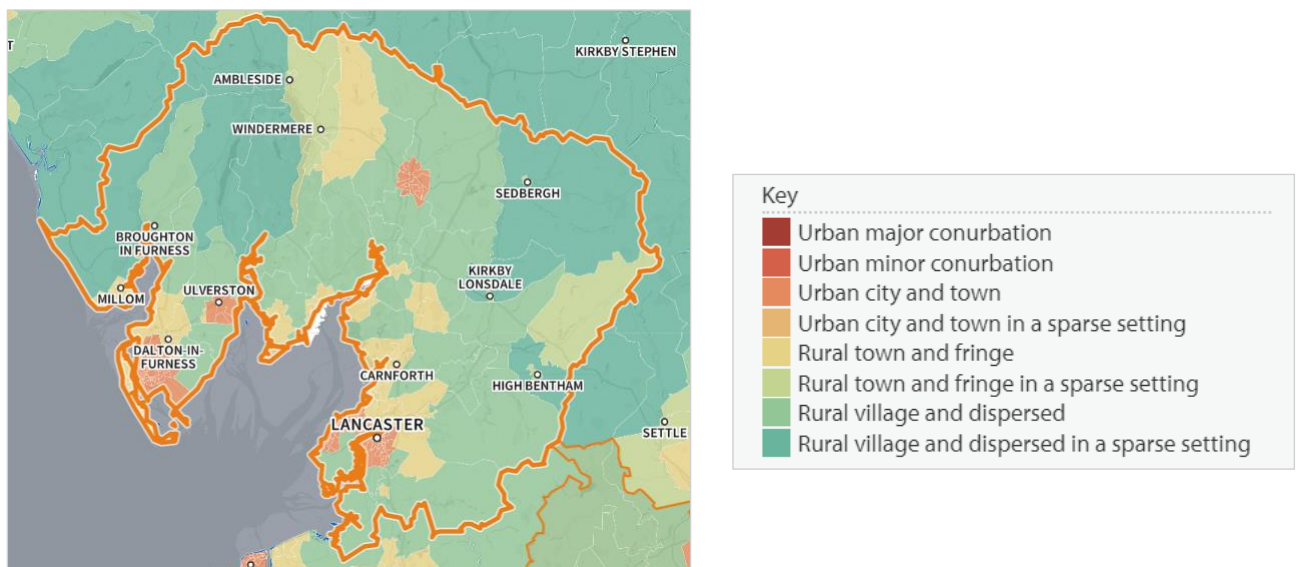 T
KIRKBY STEPHEN
AMBLESIDE
WINDERMERE
SEDBERGH
BROUGHTON
IN FURNESS
KIRKBY
LONSDALE
MILLOM
ULVERSTON
DALTON-IN-
FURNESS
CARNFORTH
HIGH BENTHAM
LANCASTER
SETTLE
Key
Urban major conurbation
Urban minor conurbation
Urban city and town
Urban city and town in a sparse setting
Rural town and fringe
Rural town and fringe in a sparse setting
Rural village and dispersed
Rural village and dispersed in a sparse setting